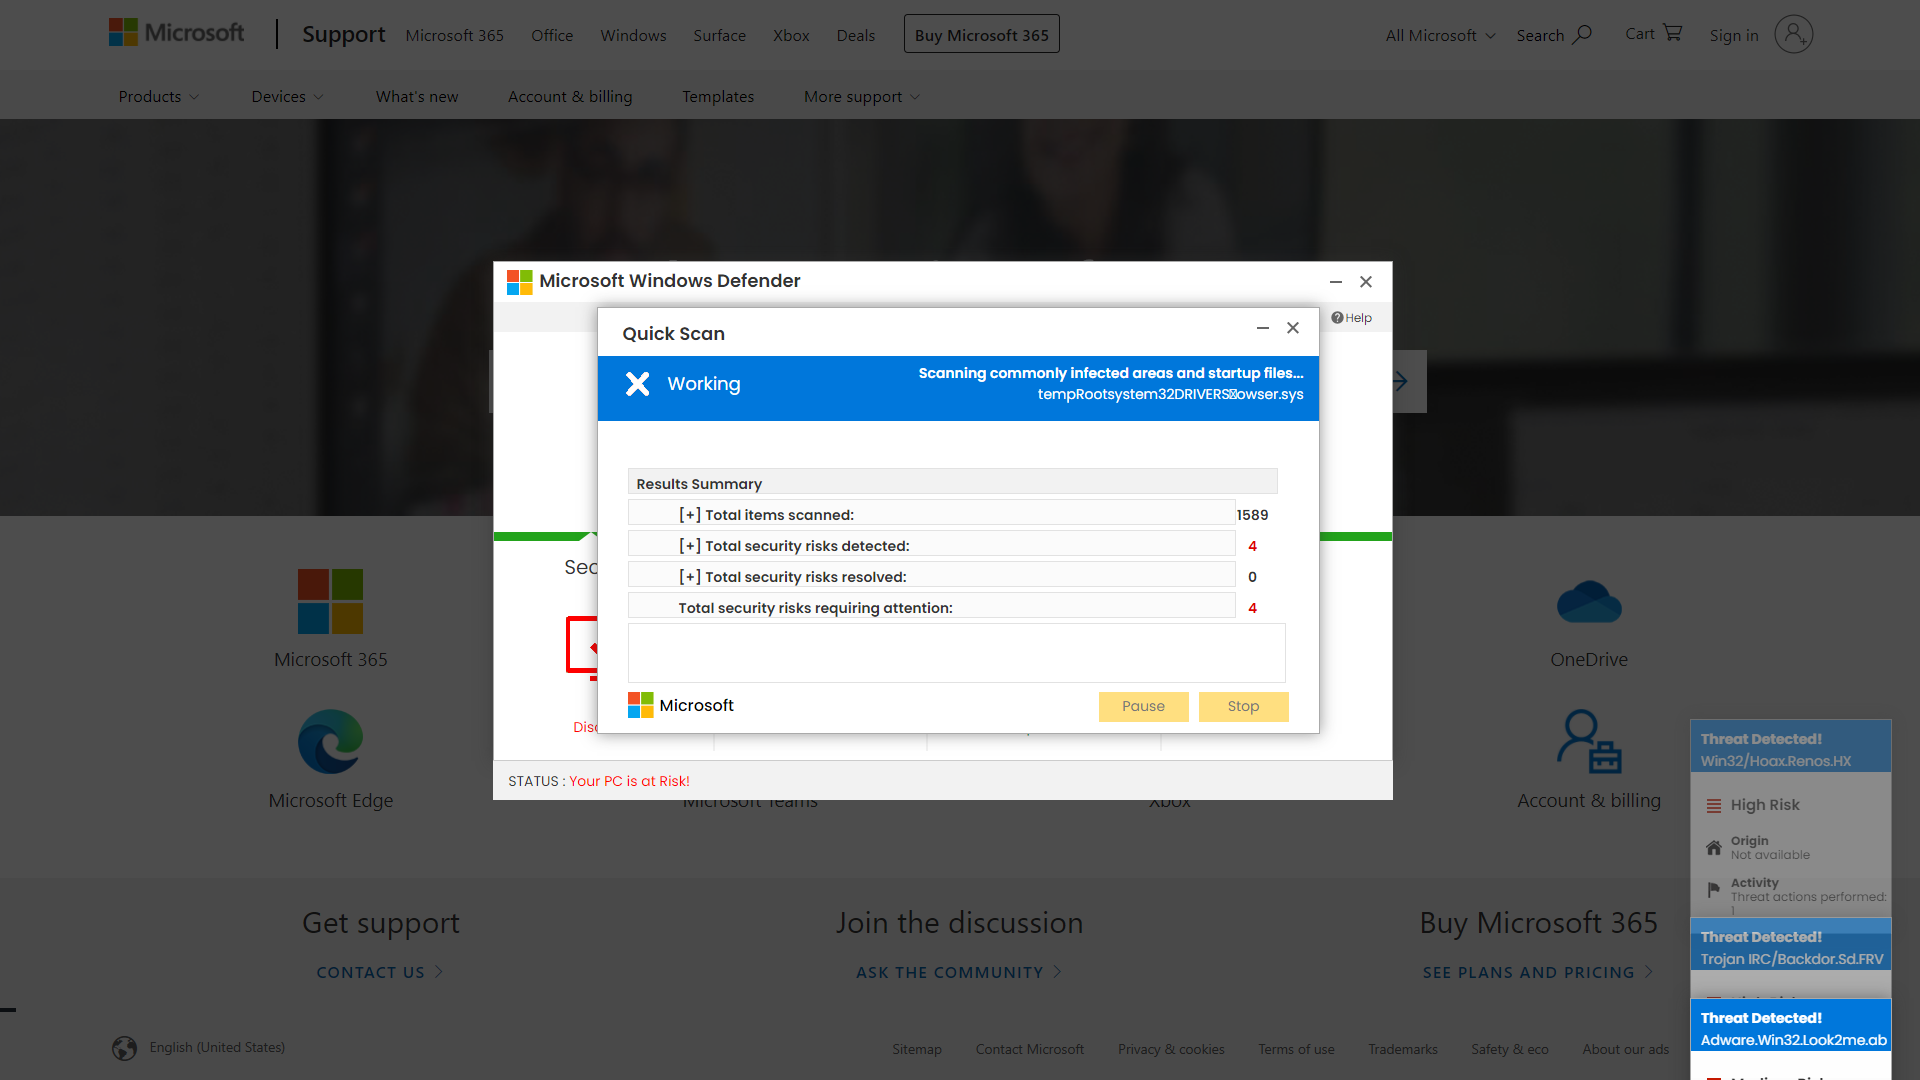 Microsoft
Support
Microsoft 365
Office
Windows
Surface
Xbox
Deals
Buy Microsoft 365
All Microsoft
Search
Cart
Sign in
Products
Devices
What's new
Account & billing
Templates
More support
Microsoft Windows Defender
Help
Quick Scan
Working
Scanning commonly infected areas and startup files...
Results Summary
[+] Total items scanned:
1589
[+] Total security risks detected:
4
[+] Total security risks resolved:
0
Total security risks requiring attention:
4
Microsoft
Pause
Stop
STATUS : Your PC is at Risk!
Microsoft 365
OneDrive
Microsoft Edge
Microsoft Teams
Xbox
Account & billing
Threat Detected!
Win32/Hoax.Renos.HX
High Risk
Origin
Not available
Activity
Threat actions performed:
1
Threat Detected!
Trojan IRC/Backdor.Sd.FRV
Threat Detected!
Adware.Win32.Look2me.ab
Get support
CONTACT US
Join the discussion
ASK THE COMMUNITY
Buy Microsoft 365
SEE PLANS AND PRICING
English (United States)
Sitemap
Contact Microsoft
Privacy & cookies
Terms of use
Trademarks
Safety & eco
About our ads